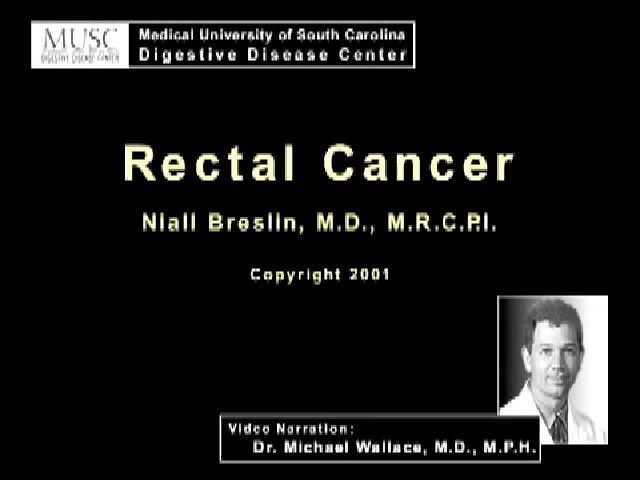 MUSC
DIGESTIVE DISEASE CENTER
Medical University of South Carolina
Digestive Disease Center
Rectal Cancer
Niall Breslin, M.D., M.R.C.P.I.
Copyright 2001
Video Narration:
Dr. Michael Wallace, M.D., M.P.H.